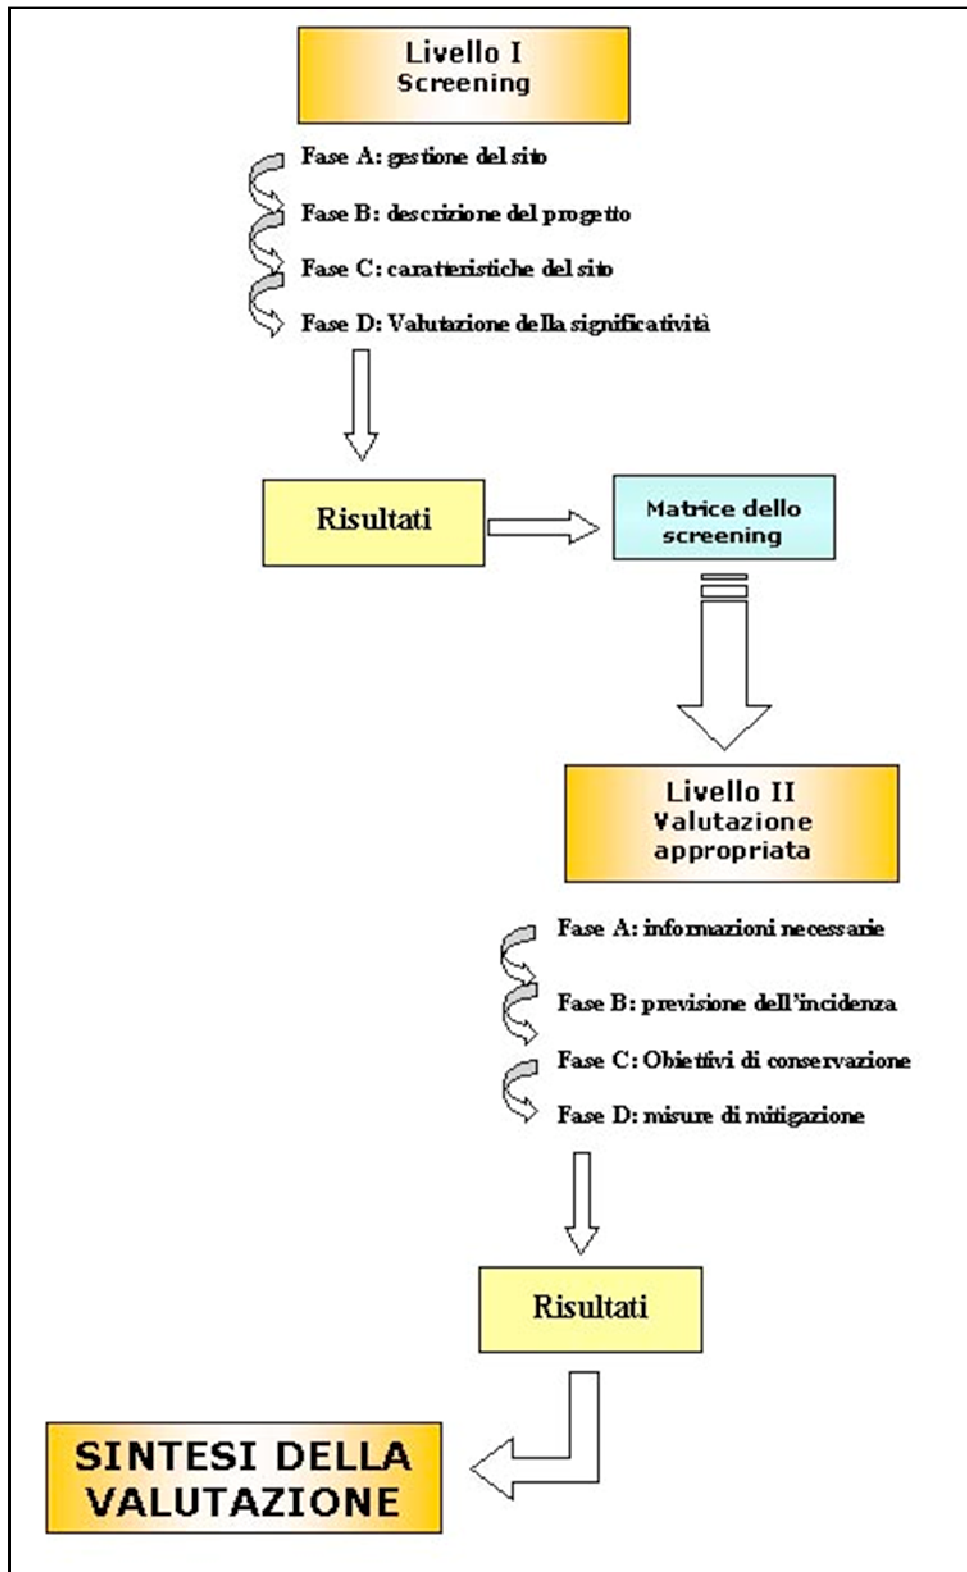 Livello I
Screening
Fase A: gestione del sito
Fase B: descrizione del progetto
Fase C: caratteristiche del sito
Fase D: Valutazione della significatività
Risultati
Matrice dello
screening
Livello II
Valutazione
appropriata
Fase A: informazioni necessarie
Fase B: previsione dell'incidenza
Fase C: Obiettivi di conservazione
Fase D: misure di mitigazione
Risultati
SINTESI DELLA
VALUTAZIONE